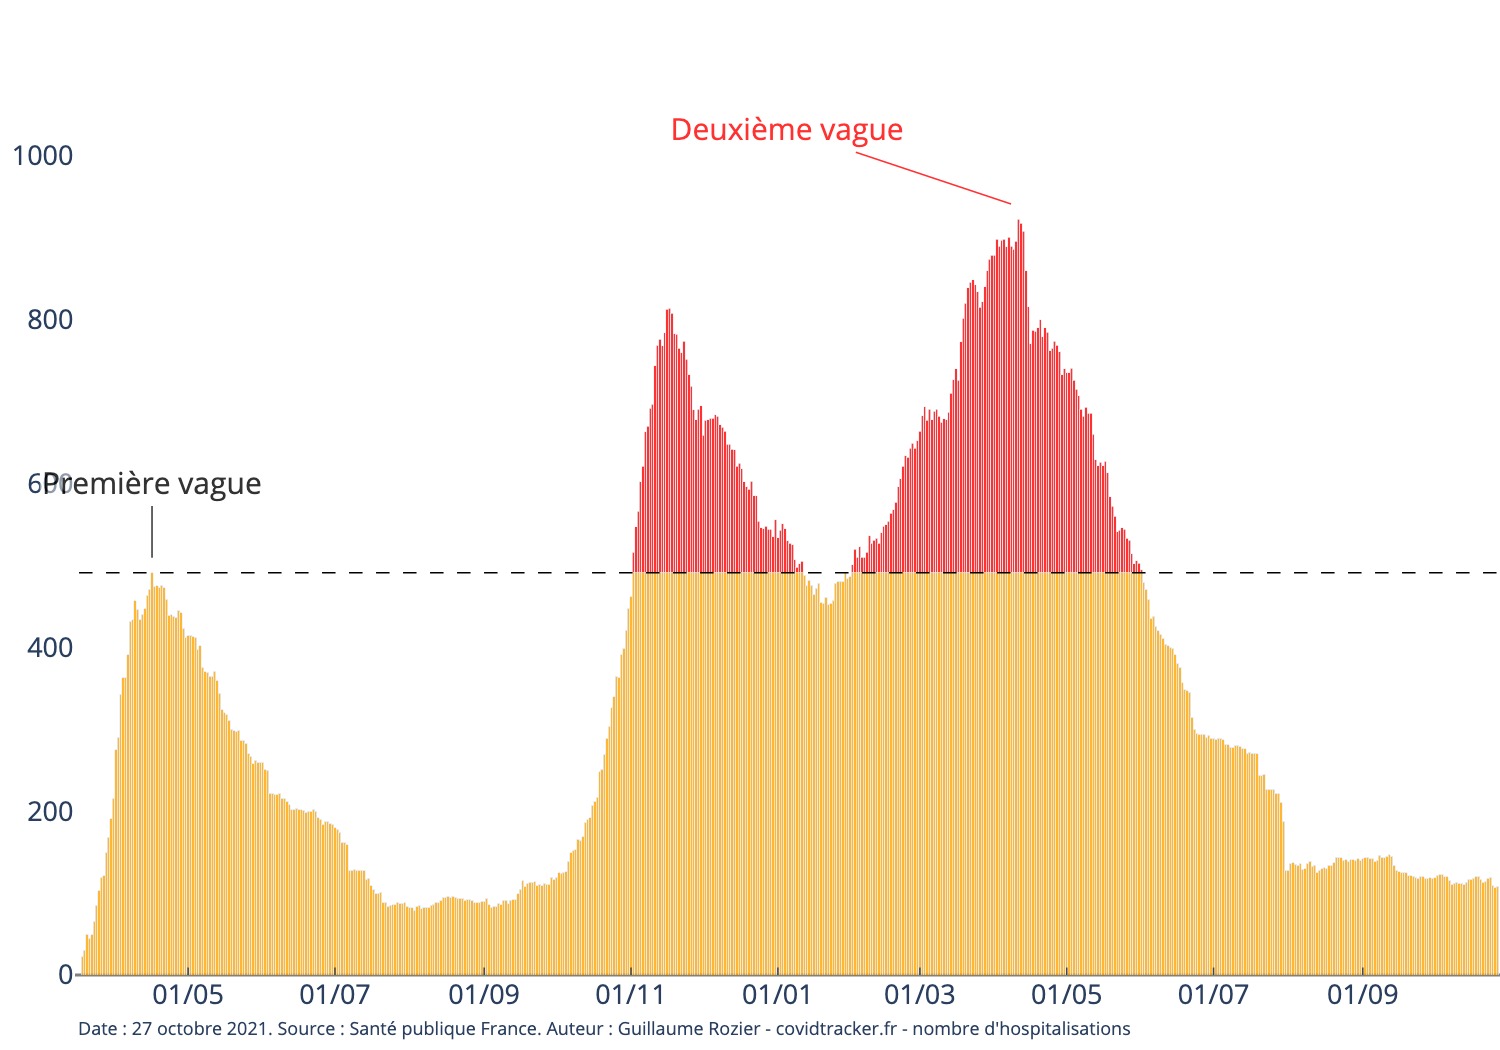 Deuxième vague
1000
800
600
Première vague
400
200
0
01/05 01/07 01/09 01/11 01/01 01/03 01/05 01/07 01/09
Date : 27 octobre 2021. Source : Santé publique France. Auteur : Guillaume Rozier - covidtracker.fr - nombre d'hospitalisations